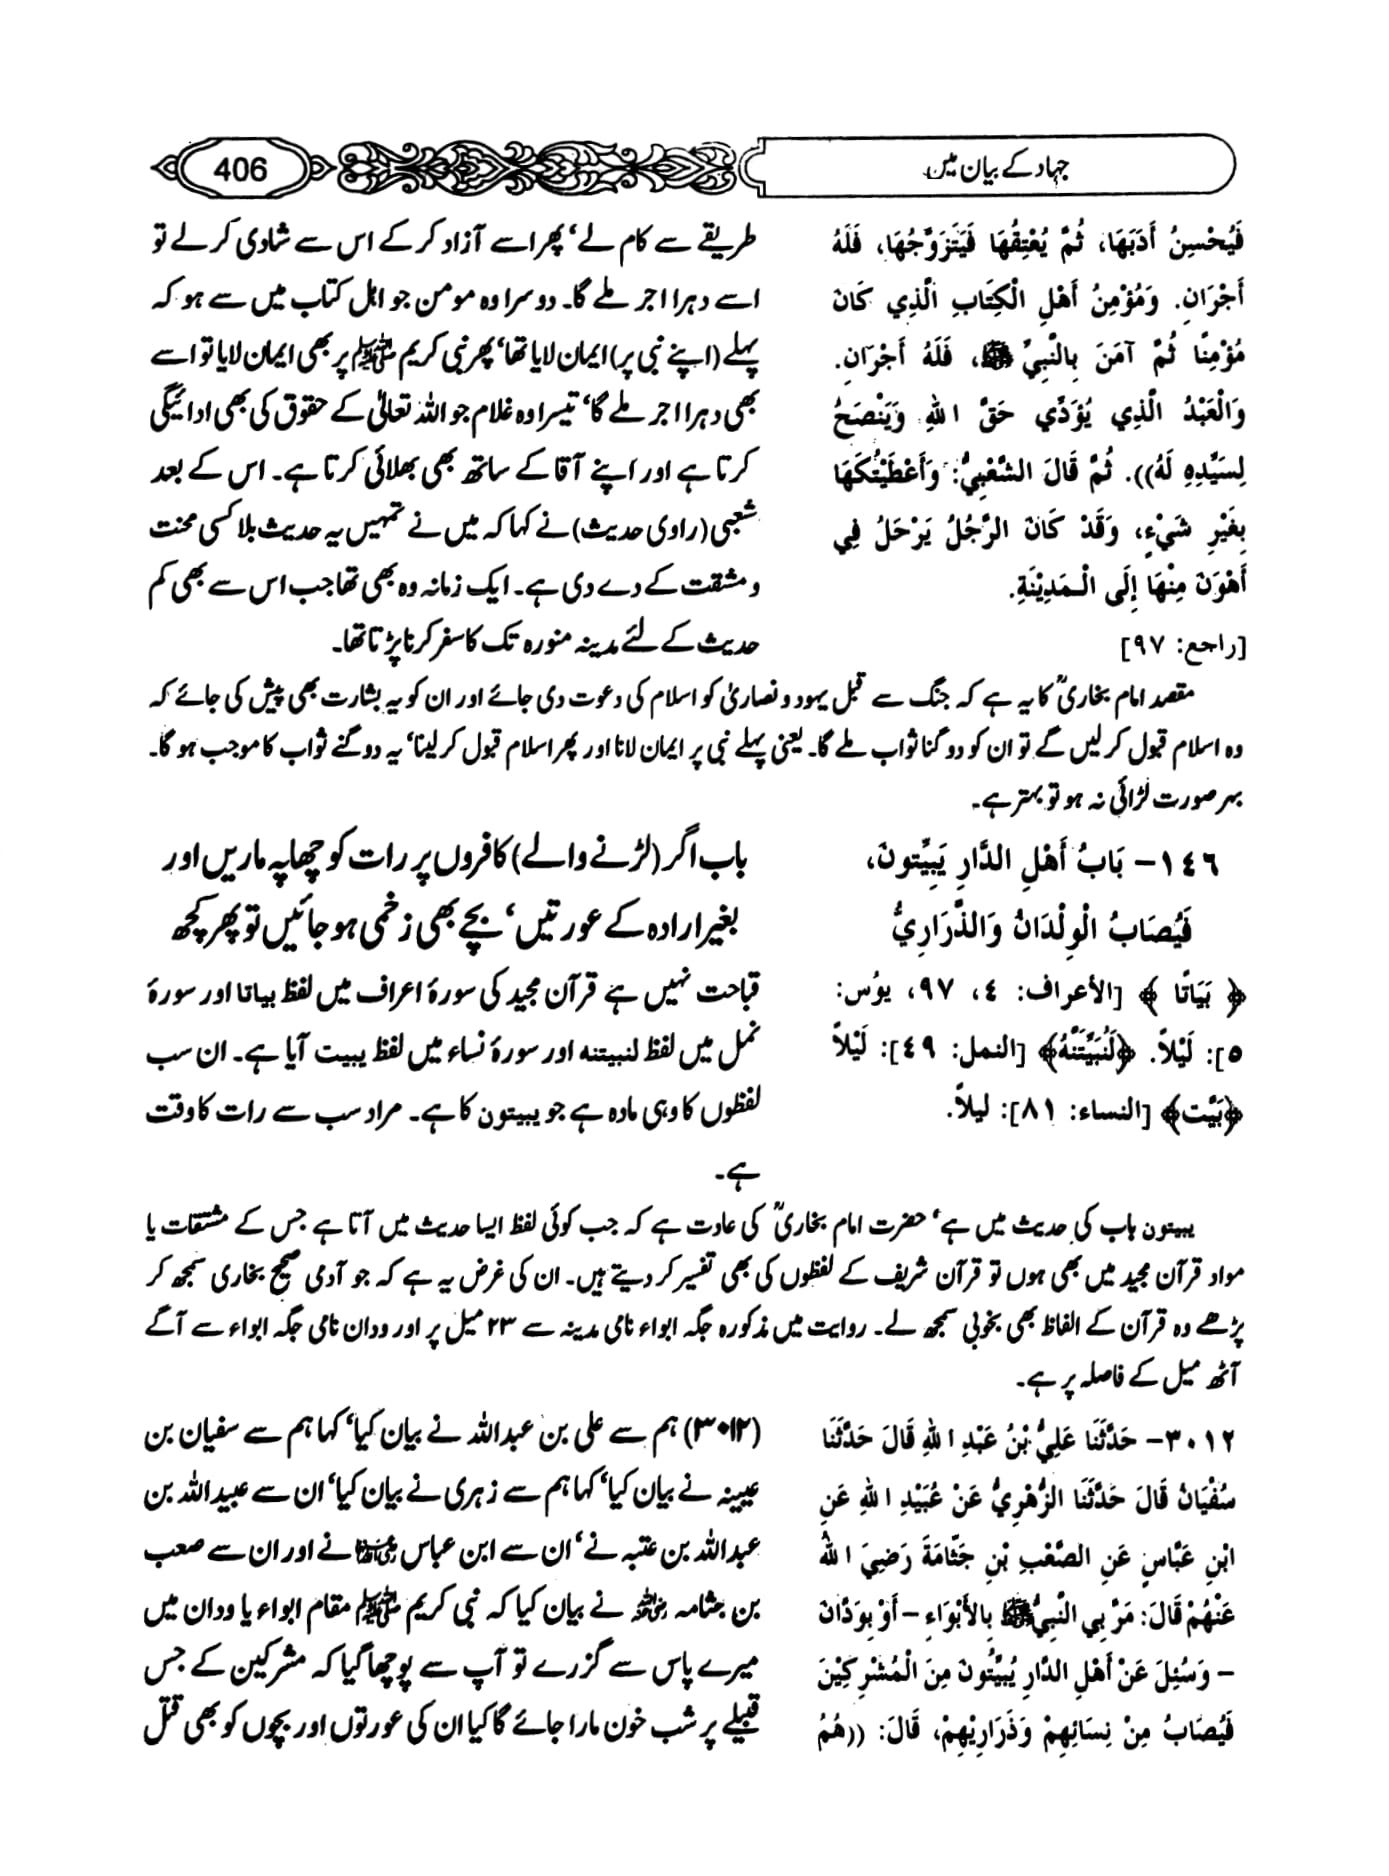 جہاد کے بیان میں
406
فَيُحْسِنُ أَدَبَهَا، ثُمَّ يُعْتِقُهَا فَيَتَزَوَّجُهَا، فَلَهُ
أَجْرَانِ. وَمُؤْمِنُ أَهْلِ الْكِتَابِ الَّذِي كَانَ
مُؤْمِنًا ثُمَّ آمَنَ بِالنَّبِيِّ ﷺ، فَلَهُ أَجْرَانِ.
وَالْعَبْدُ الَّذِي يُؤَدِّي حَقَّ اللهِ وَيَنْصَحُ
لِسَيِّدِهِ لَهُ)). ثُمَّ قَالَ الشَّعْبِيُّ: وَأَعْطَيْتُكَهَا
بِغَيْرِ شَيْءٍ، وَقَدْ كَانَ الرَّجُلُ يَرْحَلُ فِي
أَهْوَنَ مِنْهَا إِلَى الْمَدِيْنَةِ.
[راجع: ٩٧]
طریقے سے کام لے‘ پھر اسے آزاد کر کے اس سے شادی کر لے تو
اسے دہرا اجر ملے گا۔ دوسرا وہ مومن جو اہل کتاب میں سے ہو کہ
پہلے (اپنے نبی پر) ایمان لایا تھا‘ پھر نبی کریم ﷺ پر بھی ایمان لایا تو اسے
بھی دہرا اجر ملے گا‘ تیسرا وہ غلام جو اللہ تعالیٰ کے حقوق کی بھی ادائیگی
کرتا ہے اور اپنے آقا کے ساتھ بھی بھلائی کرتا ہے۔ اس کے بعد
شعبی (راوی حدیث) نے کہا کہ میں نے تمہیں یہ حدیث بلا کسی محنت
و مشقت کے دے دی ہے۔ ایک زمانہ وہ بھی تھا جب اس سے بھی کم
حدیث کے لئے مدینہ منورہ تک کا سفر کرنا پڑتا تھا۔
مقصد امام بخاریؒ کا یہ ہے کہ جنگ سے قبل یہود و نصاریٰ کو اسلام کی دعوت دی جائے اور ان کو یہ بشارت بھی پیش کی جائے کہ
وہ اسلام قبول کر لیں گے تو ان کو دو گنا ثواب ملے گا۔ یعنی پہلے نبی پر ایمان لانا اور پھر اسلام قبول کر لینا‘ یہ دو گنے ثواب کا موجب ہو گا۔
بہر صورت لڑائی نہ ہو تو بہتر ہے۔
١٤٦- بَابُ أَهْلِ الدَّارِ يَبِيِّتونَ،
فَيُصَابُ الْوِلْدَانُ وَالذَّرَارِيُّ
﴿بَيَاتًا﴾ [الأعراف: ٤، ٩٧، يوُس:
٥]: لَيْلاً. ﴿لَنُبَيِّتَنَّهُ﴾ [النمل: ٤٩]: لَيْلاً
﴿بَيَّت﴾ [النساء: ٨١]: ليلاً.
باب اگر (لڑنے والے) کافروں پر رات کو چھاپہ ماریں اور
بغیر ارادہ کے عورتیں‘ بچے بھی زخمی ہو جائیں تو پھر کچھ
قباحت نہیں ہے قرآن مجید کی سورۂ اعراف میں لفظ بیاتا اور سورۂ
نمل میں لفظ لنبیتنہ اور سورۂ نساء میں لفظ یبیت آیا ہے۔ ان سب
لفظوں کا وہی مادہ ہے جو یبیتون کا ہے۔ مراد سب سے رات کا وقت
ہے۔
یبیتون باب کی حدیث میں ہے‘ حضرت امام بخاریؒ کی عادت ہے کہ جب کوئی لفظ ایسا حدیث میں آتا ہے جس کے مشتقات یا
مواد قرآن مجید میں بھی ہوں تو قرآن شریف کے لفظوں کی بھی تفسیر کر دیتے ہیں۔ ان کی غرض یہ ہے کہ جو آدمی صحیح بخاری سمجھ کر
پڑھے وہ قرآن کے الفاظ بھی بخوبی سمجھ لے۔ روایت میں مذکورہ جگہ ابواء نامی مدینہ سے ۲۳ میل پر اور ودان نامی جگہ ابواء سے آگے
آٹھ میل کے فاصلہ پر ہے۔
٣٠١٢- حَدَّثَنَا عَلِيُّ بْنُ عَبْدِ اللهِ قَالَ حَدَّثَنَا
سُفْيَانُ قَالَ حَدَّثَنَا الزُّهْرِيُّ عَنْ عُبَيْدِ اللهِ عَنِ
ابْنِ عَبَّاسٍ عَنِ الصَّعْبِ بْنِ جَثَّامَةَ رَضِيَ اللهُ
عَنْهُمْ قَالَ: مَرَّ بِي النَّبِيُّ ﷺ بِالأَبْوَاءِ – أَوْ بِوَدَّانَ
– وَسُئِلَ عَنْ أَهْلِ الدَّارِ يُبَيِّتُونَ مِنَ الْمُشْرِكِيْنَ
فَيُصَابُ مِنْ نِسَائِهِمْ وَذَرَارِيْهِمْ، قَالَ: ((هُمُ
(۳۰۱۲) ہم سے علی بن عبداللہ نے بیان کیا‘ کہا ہم سے سفیان بن
عیینہ نے بیان کیا‘ کہا ہم سے زہری نے بیان کیا‘ ان سے عبیداللہ بن
عبداللہ بن عتبہ نے‘ ان سے ابن عباس رضی اللہ عنہما نے اور ان سے صعب
بن جثامہ رضی اللہ عنہ نے بیان کیا کہ نبی کریم ﷺ مقام ابواء یا ودان میں
میرے پاس سے گزرے تو آپ سے پوچھا گیا کہ مشرکین کے جس
قبیلے پر شب خون مارا جائے گا کیا ان کی عورتوں اور بچوں کو بھی قتل